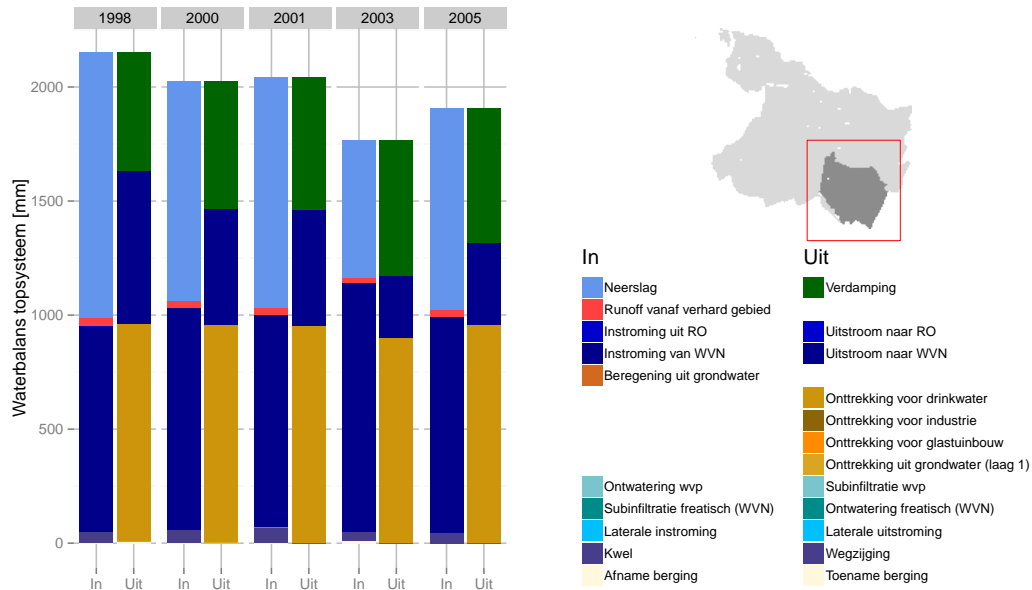 1998 2000 2001 2003 2005
Waterbalans topsysteem [mm]
2000
1500
1000
500
0
In Uit In Uit In Uit In Uit In Uit
In
Neerslag
Runoff vanaf verhard gebied
Instroming uit RO
Instroming van WVN
Beregening uit grondwater
Ontwatering wvp
Subinfiltratie freatisch (WVN)
Laterale instroming
Kwel
Afname berging
Uit
Verdamping
Uitstroom naar RO
Uitstroom naar WVN
Onttrekking voor drinkwater
Onttrekking voor industrie
Onttrekking voor glastuinbouw
Onttrekking uit grondwater (laag 1)
Subinfiltratie wvp
Ontwatering freatisch (WVN)
Laterale uitstroming
Wegzijging
Toename berging